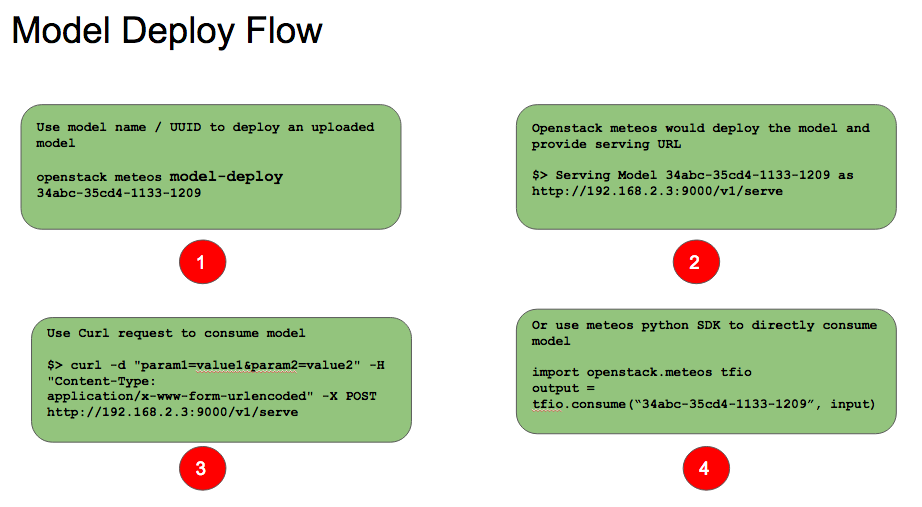 Model Deploy Flow
Use model name / UUID to deploy an uploaded
model
openstack meteos model-deploy
34abc-35cd4-1133-1209
1
Openstack meteos would deploy the model and
provide serving URL
$> Serving Model 34abc-35cd4-1133-1209 as
http://192.168.2.3:9000/v1/serve
2
Use Curl request to consume model
$> curl -d "param1=value1&param2=value2" -H
"Content-Type:
application/x-www-form-urlencoded" -X POST
http://192.168.2.3:9000/v1/serve
3
Or use meteos python SDK to directly consume
model
import openstack.meteos tfio
output =
tfio.consume(“34abc-35cd4-1133-1209”, input)
4